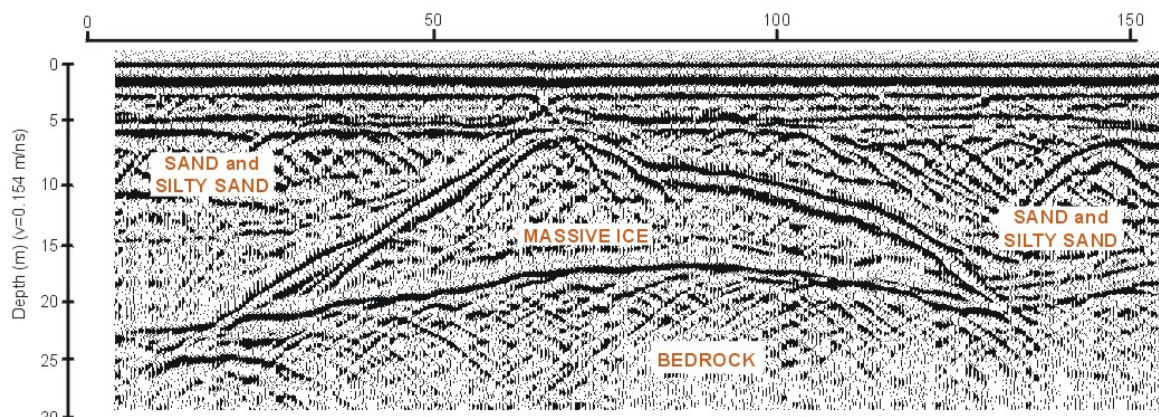 0 50 100 150
0
5
10
15
20
25
30
Depth (m) (v=0.154 m/ns)
SAND and
SILTY SAND
MASSIVE ICE
SAND and
SILTY SAND
BEDROCK